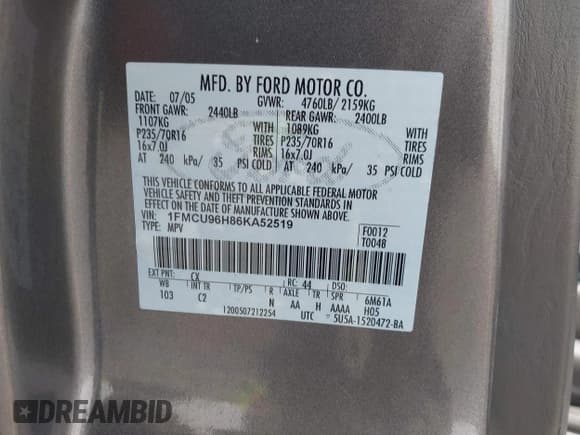 MFD. BY FORD MOTOR CO.
DATE: 07/05 GVWR: 4760LB/ 2159KG
FRONT GAWR: 2440LB REAR GAWR: 2400LB
1107KG WITH 1089KG WITH
P235/70R16 TIRES P235/70R16 TIRES
16x7.0J RIMS 16x7.0J RIMS
AT 240 kPa/ 35 PSI COLD AT 240 kPa/ 35 PSI COLD
THIS VEHICLE CONFORMS TO ALL APPLICABLE FEDERAL MOTOR
VEHICLE SAFETY AND THEFT PREVENTION STANDARDS IN
EFFECT ON THE DATE OF MANUFACTURE SHOWN ABOVE.
VIN: 1FMCU96H86KA52519 F0012
TYPE: MPV T0048
EXT PNT: CX RC: 44 DSO:
WB INT TR TP/PS R AXLE TR SPR 6M61A
103 C2 N AA H AAAA H05
1200507212254 UTC 5U5A-1520472-BA
Ford
DREAMBID